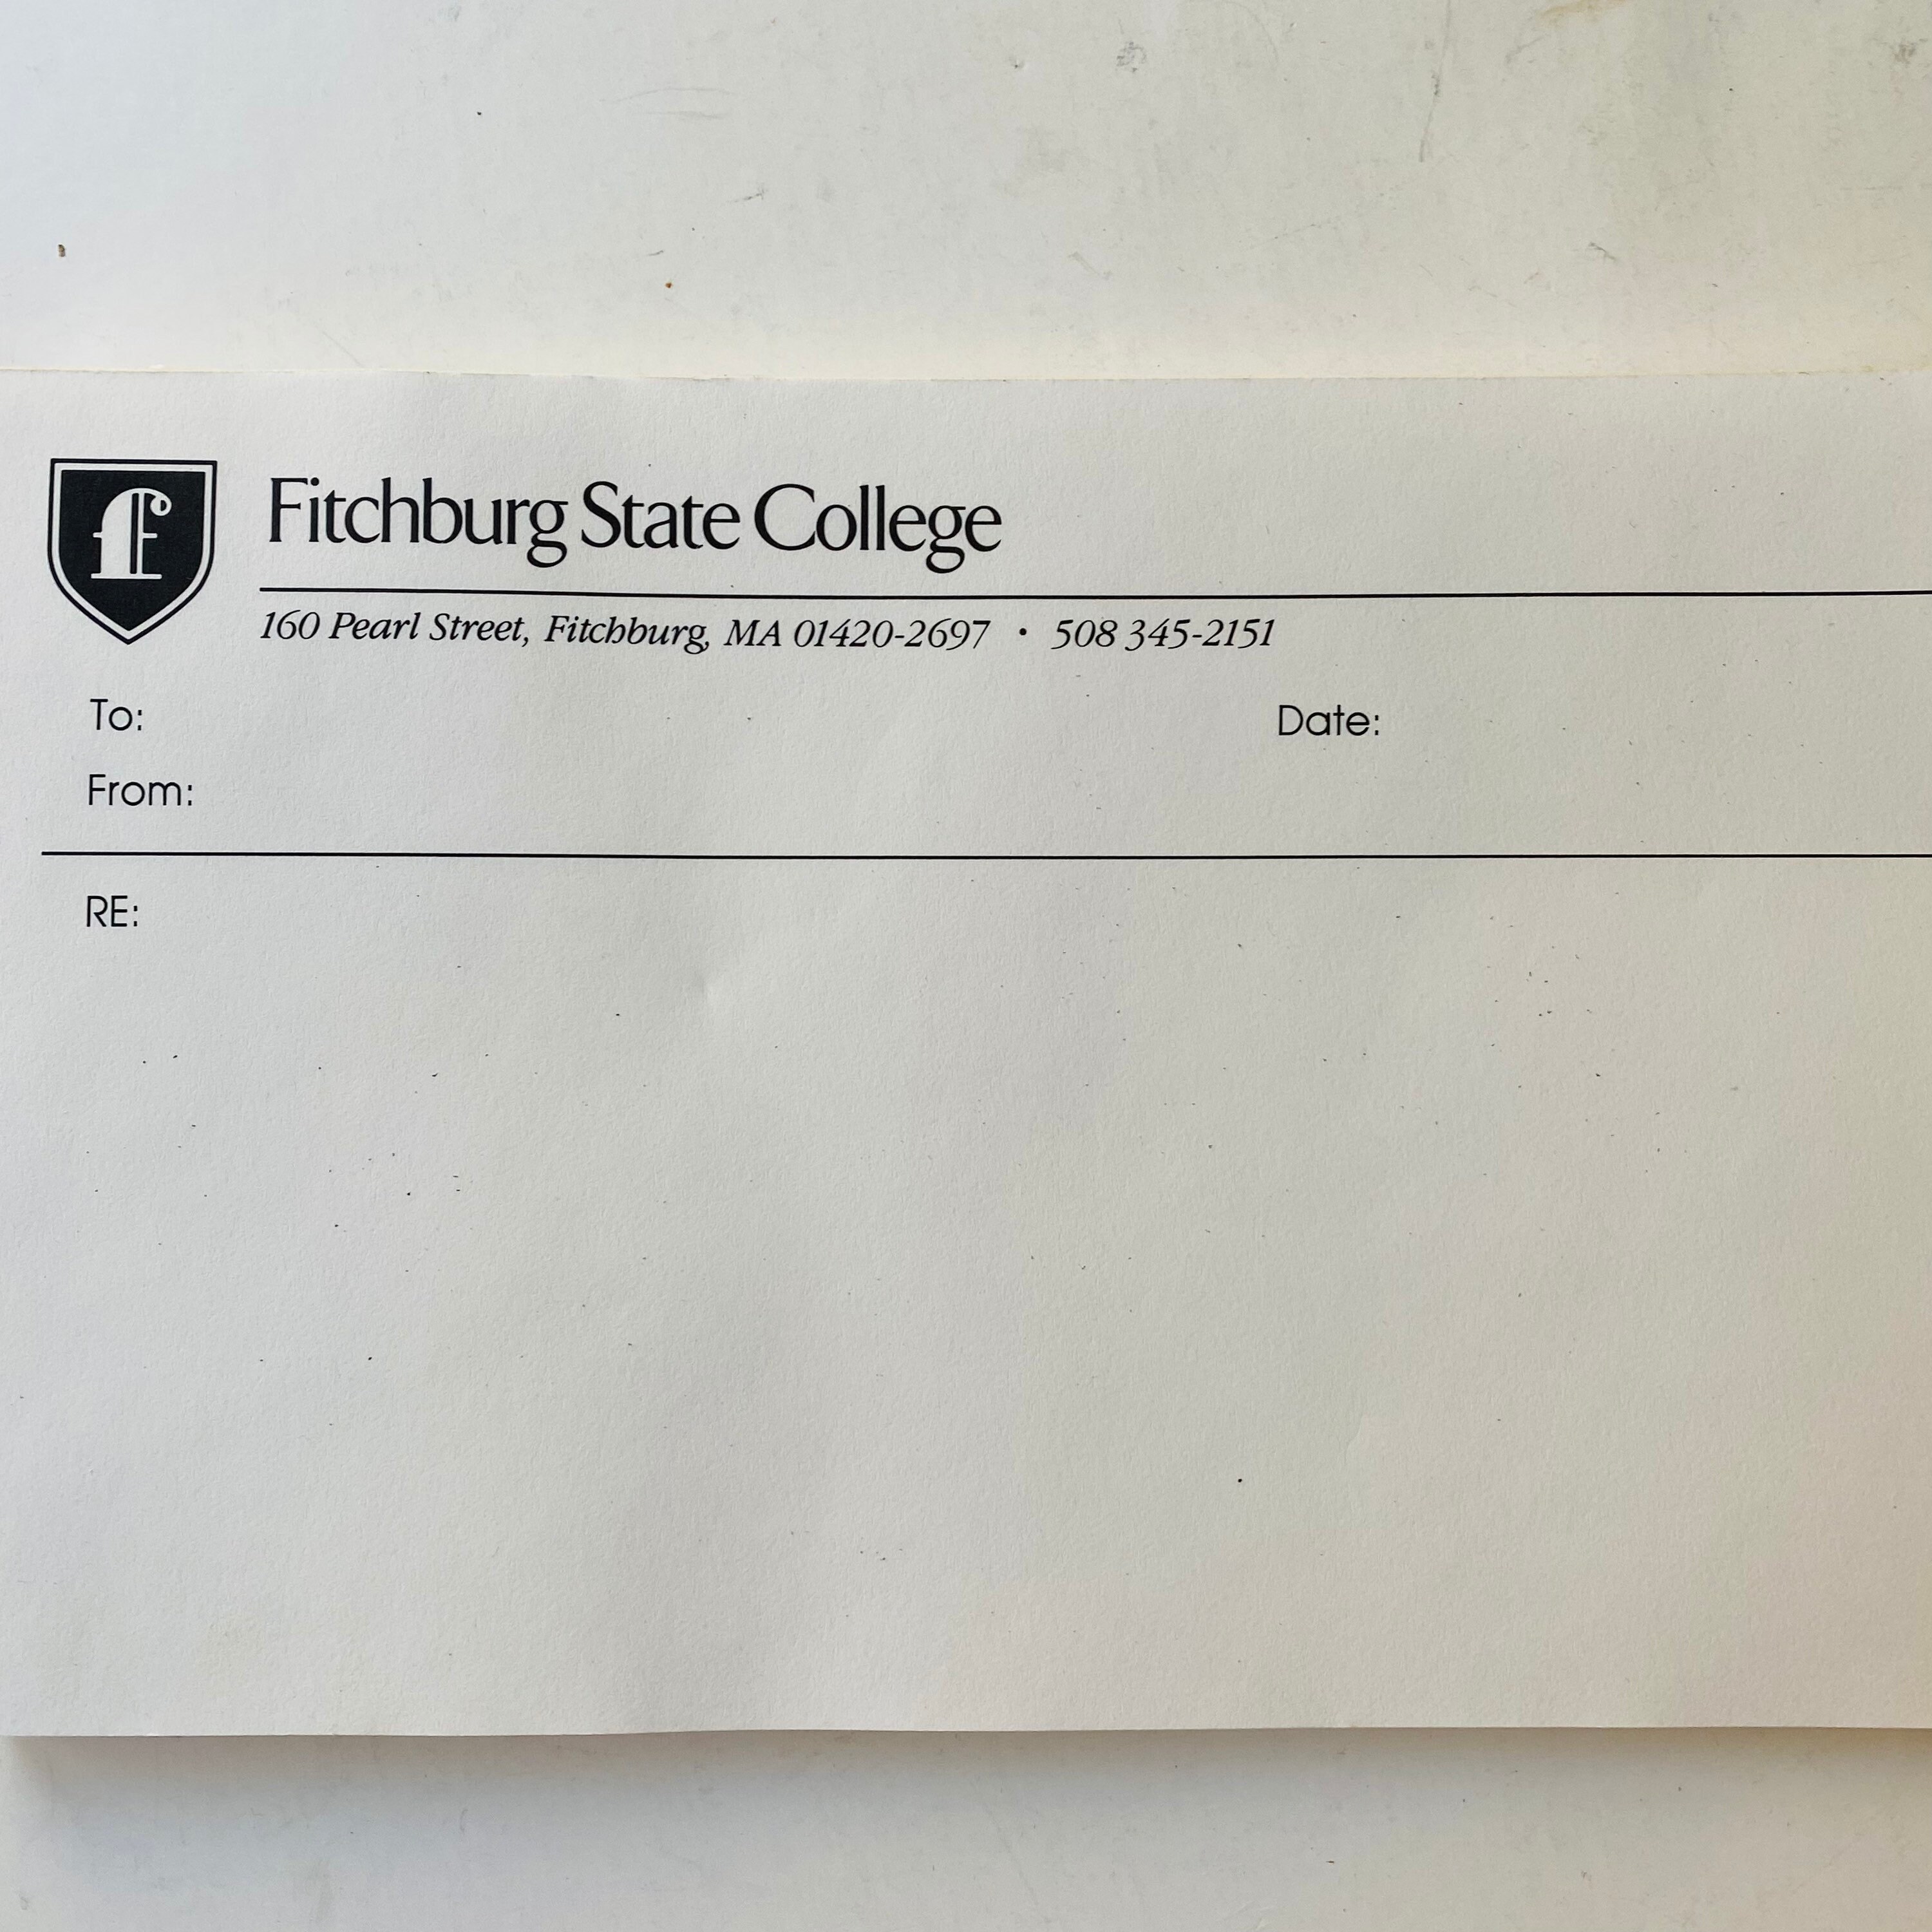 f
Fitchburg State College
160 Pearl Street, Fitchburg, MA 01420-2697 • 508 345-2151
To:
Date:
From:
RE: